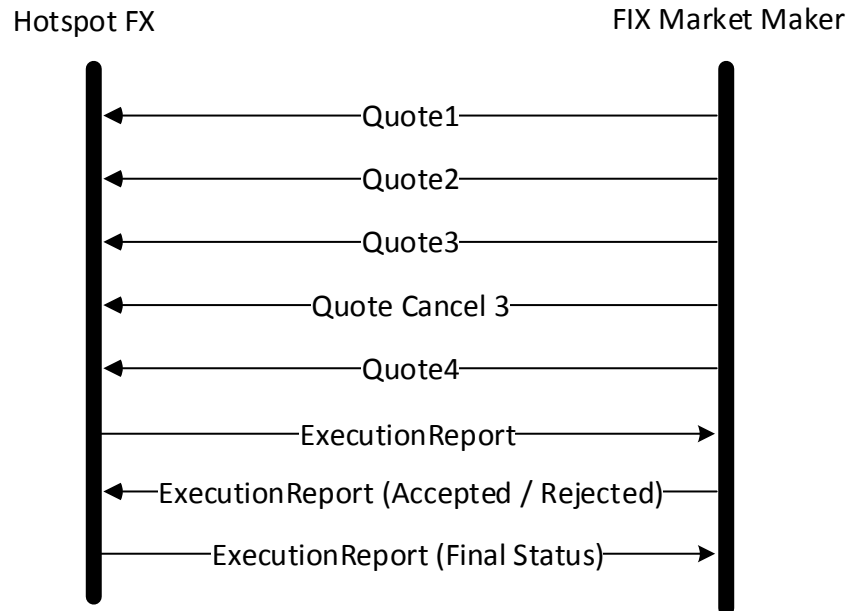 Hotspot FX
FIX Market Maker
Quote1
Quote2
Quote3
Quote Cancel 3
Quote4
ExecutionReport
ExecutionReport (Accepted / Rejected)
ExecutionReport (Final Status)